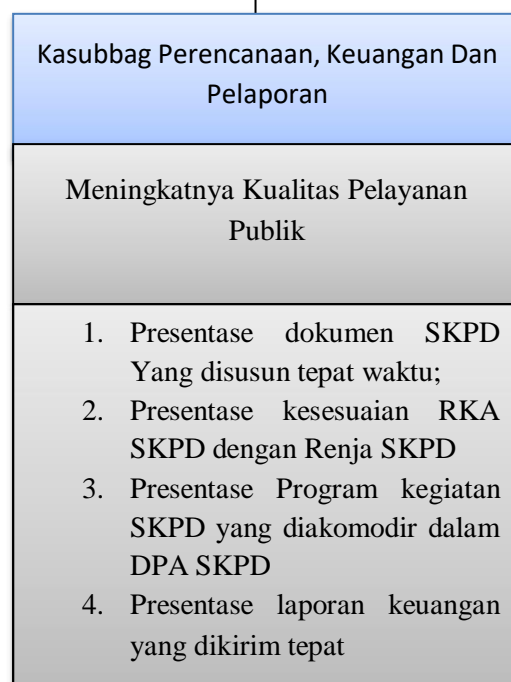 Kasubbag Perencanaan, Keuangan Dan
Pelaporan
Meningkatnya Kualitas Pelayanan
Publik
1. Presentase dokumen SKPD
Yang disusun tepat waktu;
2. Presentase kesesuaian RKA
SKPD dengan Renja SKPD
3. Presentase Program kegiatan
SKPD yang diakomodir dalam
DPA SKPD
4. Presentase laporan keuangan
yang dikirim tepat